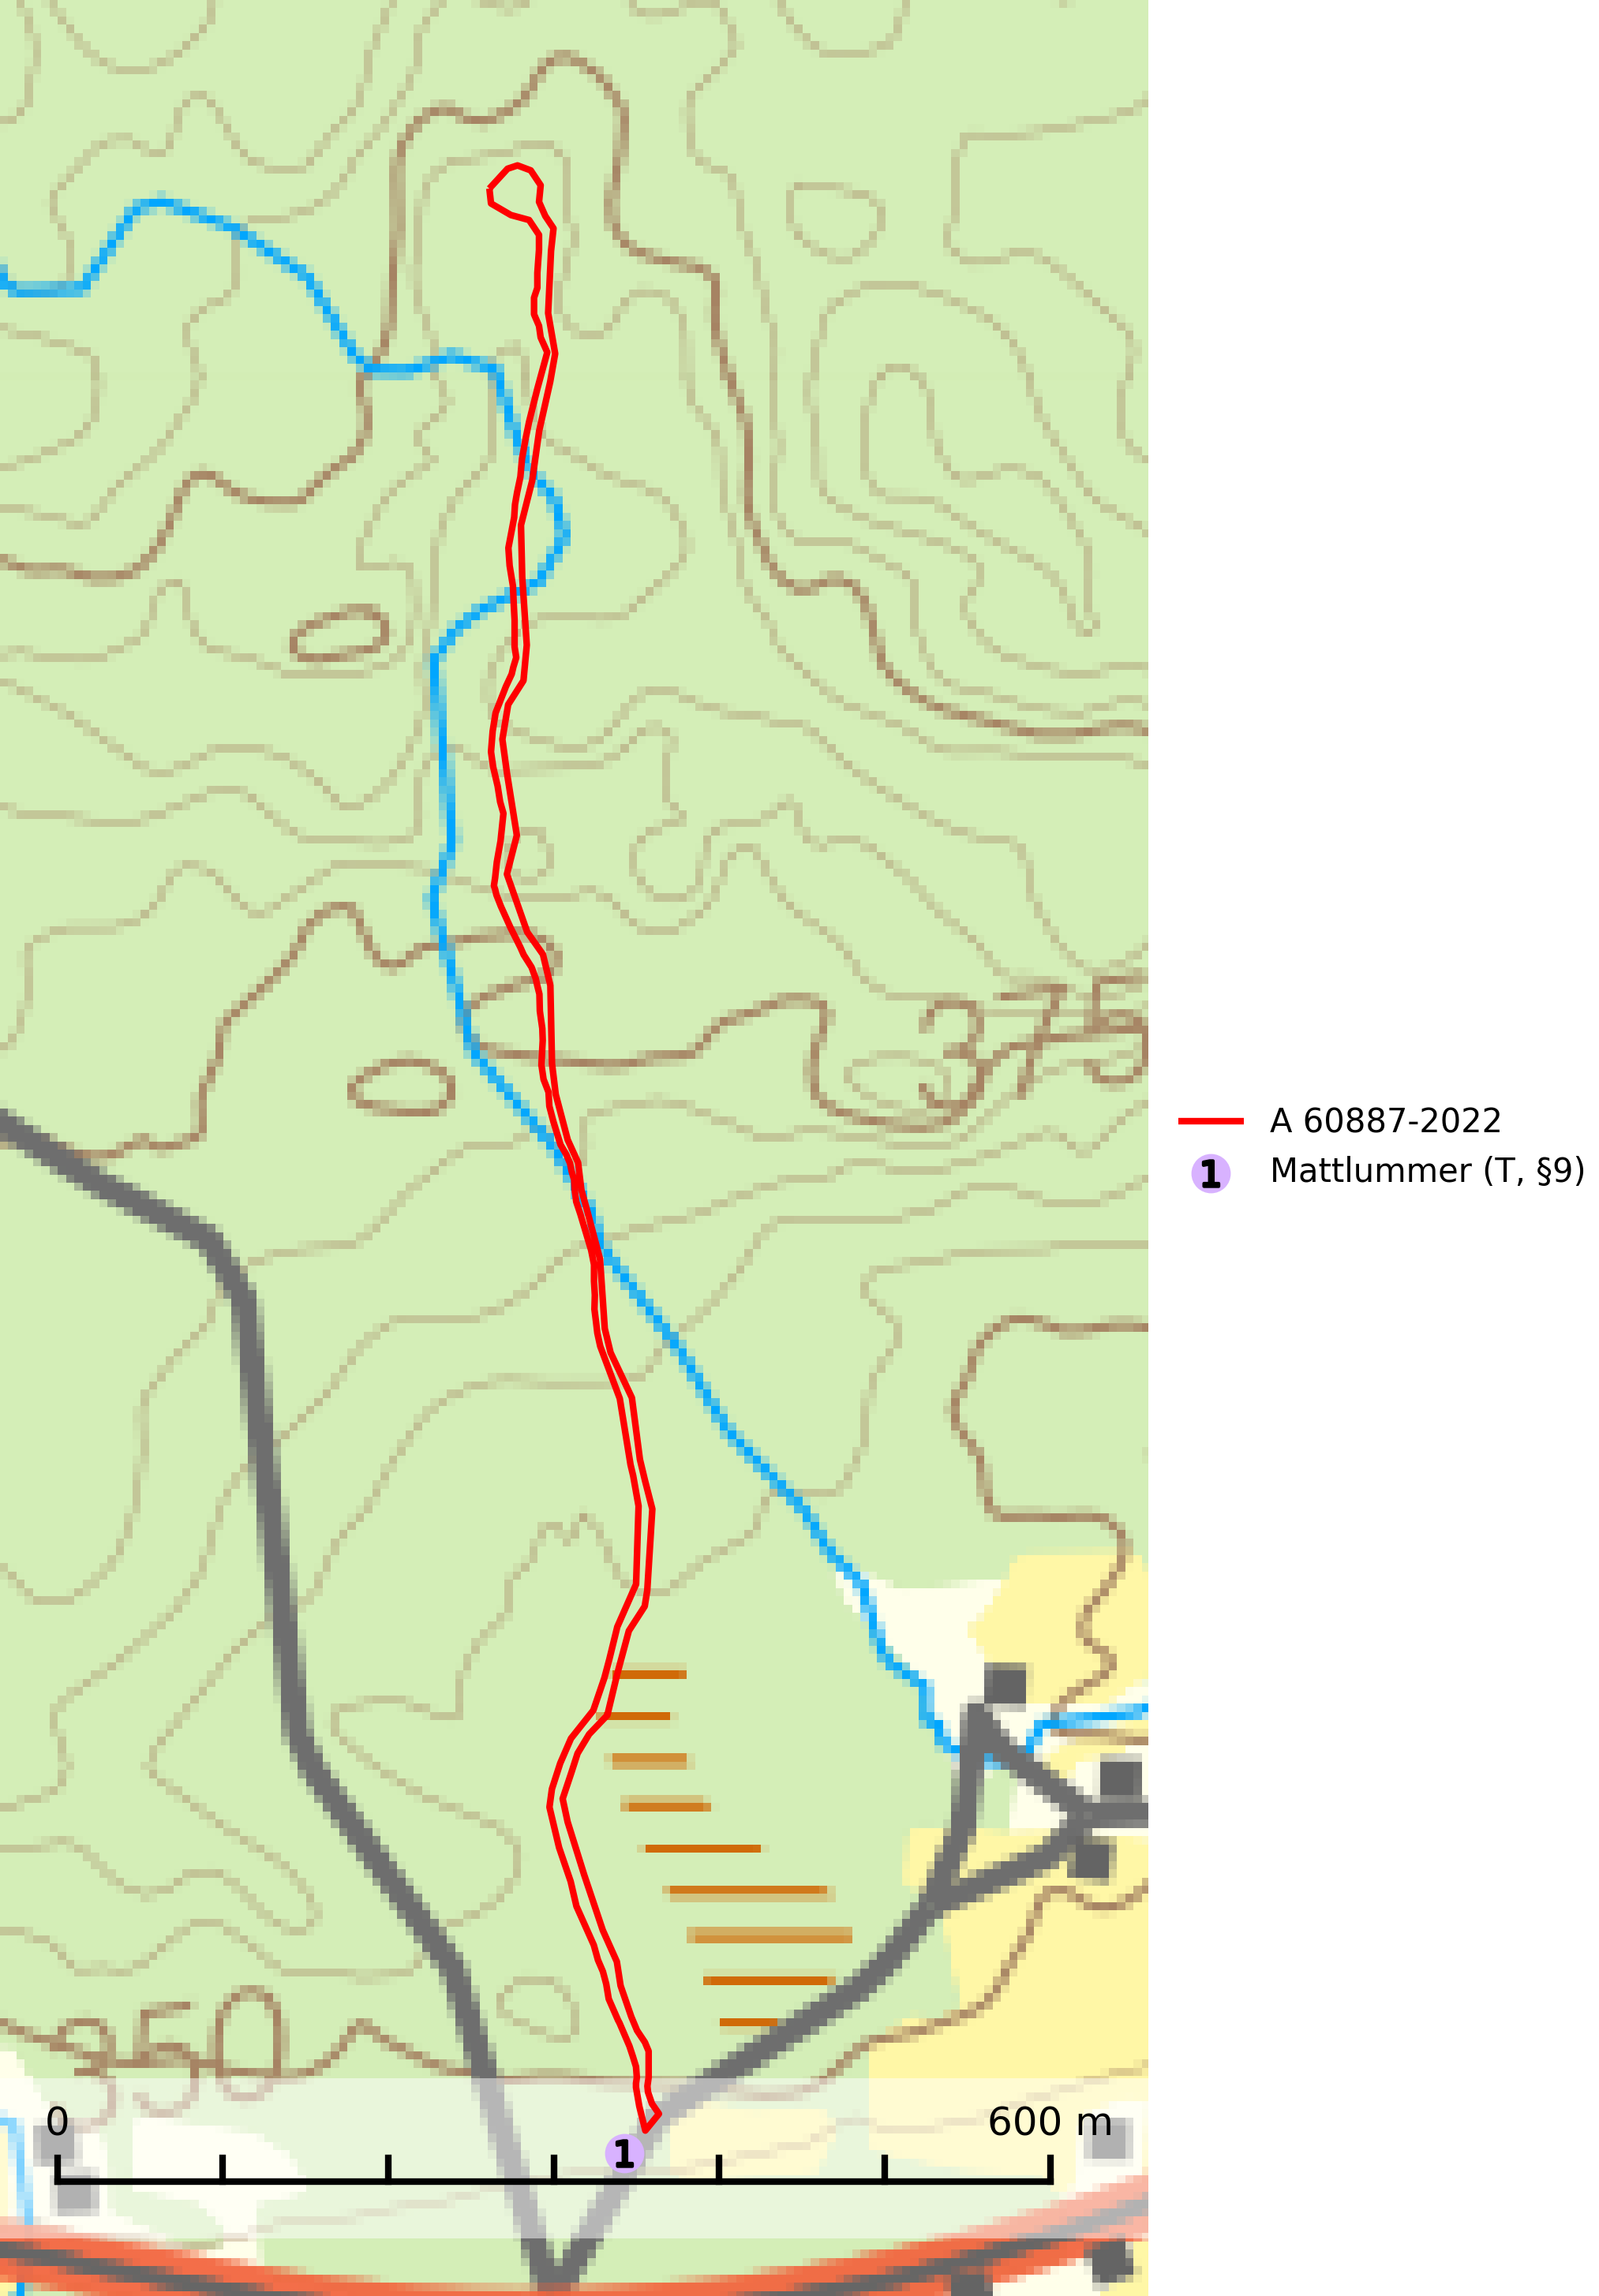 375
A 60887-2022
1 Mattlummer (T, §9)
350
0 600 m
1